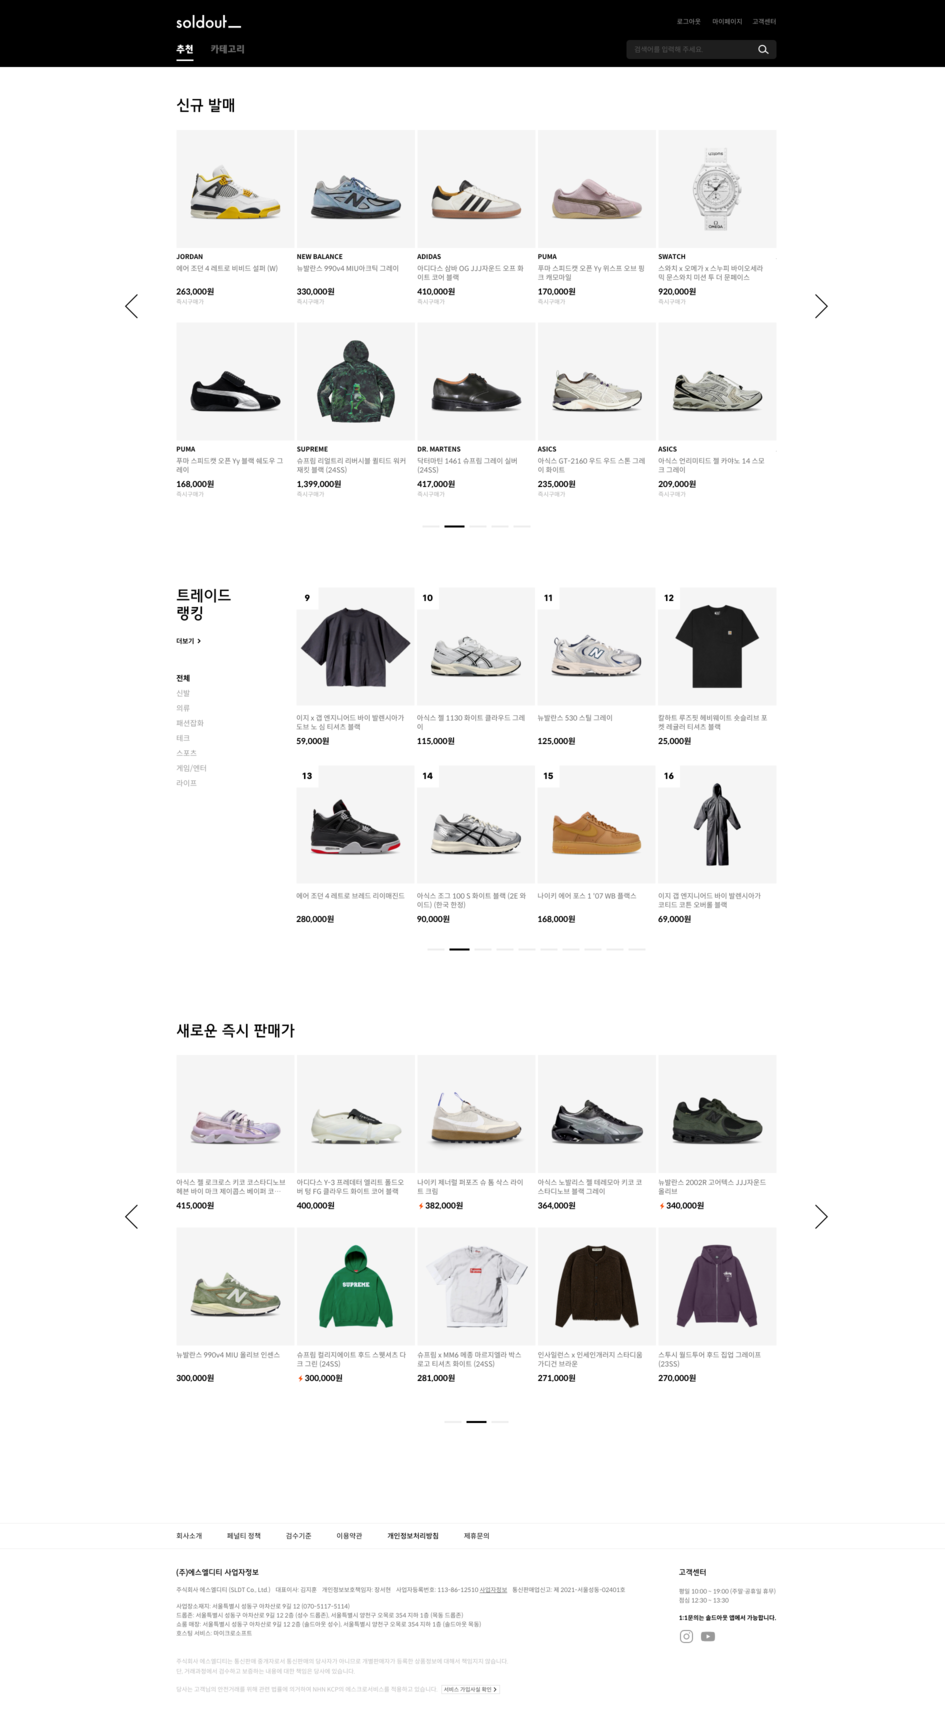 soldout_
로그아웃 마이페이지 고객센터
추천 카테고리
검색어를 입력해 주세요.
신규 발매
JORDAN
에어 조던 4 레트로 비비드 설퍼 (W)
263,000원
즉시구매가
NEW BALANCE
뉴발란스 990v4 MIU아크틱 그레이
330,000원
즉시구매가
ADIDAS
아디다스 삼바 OG JJJ자운드 오프 화
이트 코어 블랙
410,000원
즉시구매가
PUMA
푸마 스피드캣 오픈 Yy 위스프 오브 핑
크 캐모마일
170,000원
즉시구매가
SWATCH
스와치 x 오메가 x 스누피 바이오세라
믹 문스와치 미션 투 더 문페이스
920,000원
즉시구매가
PUMA
푸마 스피드캣 오픈 Yy 블랙 쉐도우 그
레이
168,000원
즉시구매가
SUPREME
슈프림 리얼트리 리버시블 퀼티드 워커
재킷 블랙 (24SS)
1,399,000원
즉시구매가
DR. MARTENS
닥터마틴 1461 슈프림 그레이 실버
(24SS)
417,000원
즉시구매가
ASICS
아식스 GT-2160 우드 우드 스톤 그레
이 화이트
235,000원
즉시구매가
ASICS
아식스 언리미티드 젤 카야노 14 스모
크 그레이
209,000원
즉시구매가
트레이드
랭킹
더보기
전체
신발
의류
패션잡화
테크
스포츠
게임/엔터
라이프
9
이지 x 갭 엔지니어드 바이 발렌시아가
도브 노 심 티셔츠 블랙
59,000원
10
아식스 젤 1130 화이트 클라우드 그레
이
115,000원
11
뉴발란스 530 스틸 그레이
125,000원
12
칼하트 루즈핏 헤비웨이트 숏슬리브 포
켓 레귤러 티셔츠 블랙
25,000원
13
에어 조던 4 레트로 브레드 리이매진드
280,000원
14
아식스 조그 100 S 화이트 블랙 (2E 와
이드) (한국 한정)
90,000원
15
나이키 에어 포스 1 '07 WB 플랙스
168,000원
16
이지 갭 엔지니어드 바이 발렌시아가
코티드 코튼 오버롤 블랙
69,000원
새로운 즉시 판매가
아식스 젤 로크로스 키코 코스타디노브
헤븐 바이 마크 제이콥스 베이퍼 코…
415,000원
아디다스 Y-3 프레데터 엘리트 폴드오
버 텅 FG 클라우드 화이트 코어 블랙
400,000원
나이키 제너럴 퍼포즈 슈 톰 삭스 라이
트 크림
382,000원
아식스 노발리스 젤 테레모아 키코 코
스타디노브 블랙 그레이
364,000원
뉴발란스 2002R 고어텍스 JJJ자운드
올리브
340,000원
뉴발란스 990v4 MIU 올리브 인센스
300,000원
SUPREME
슈프림 컬리지에이트 후드 스웻셔츠 다
크 그린 (24SS)
300,000원
슈프림 x MM6 메종 마르지엘라 박스
로고 티셔츠 화이트 (24SS)
281,000원
인사일런스 x 인세인개러지 스타디움
가디건 브라운
271,000원
스투시 월드투어 후드 집업 그레이프
(23SS)
270,000원
회사소개 페널티 정책 검수기준 이용약관 개인정보처리방침 제휴문의
(주)에스엘디티 사업자정보
주식회사 에스엘디티 (SLDT Co., Ltd.) 대표이사: 김지훈 개인정보보호책임자: 정서현 사업자등록번호: 113-86-12510 사업자정보 통신판매업신고: 제 2021-서울성동-02401호
사업장소재지: 서울특별시 성동구 아차산로 9길 12 (070-5117-5114)
드롭존: 서울특별시 성동구 아차산로 9길 12 2층 (성수 드롭존), 서울특별시 양천구 오목로 354 지하 1층 (목동 드롭존)
쇼룸 매장: 서울특별시 성동구 아차산로 9길 12 2층 (솔드아웃 성수), 서울특별시 양천구 오목로 354 지하 1층 (솔드아웃 목동)
호스팅 서비스: 마이크로소프트
주식회사 에스엘디티는 통신판매 중개자로서 통신판매의 당사자가 아니므로 개별판매자가 등록한 상품정보에 대해서 책임지지 않습니다.
단, 거래과정에서 검수하고 보증하는 내용에 대한 책임은 당사에 있습니다.
당사는 고객님의 안전거래를 위해 관련 법률에 의거하여 NHN KCP의 에스크로서비스를 적용하고 있습니다. 서비스 가입사실 확인
고객센터
평일 10:00 ~ 19:00 (주말·공휴일 휴무)
점심 12:30 ~ 13:30
1:1문의는 솔드아웃 앱에서 가능합니다.